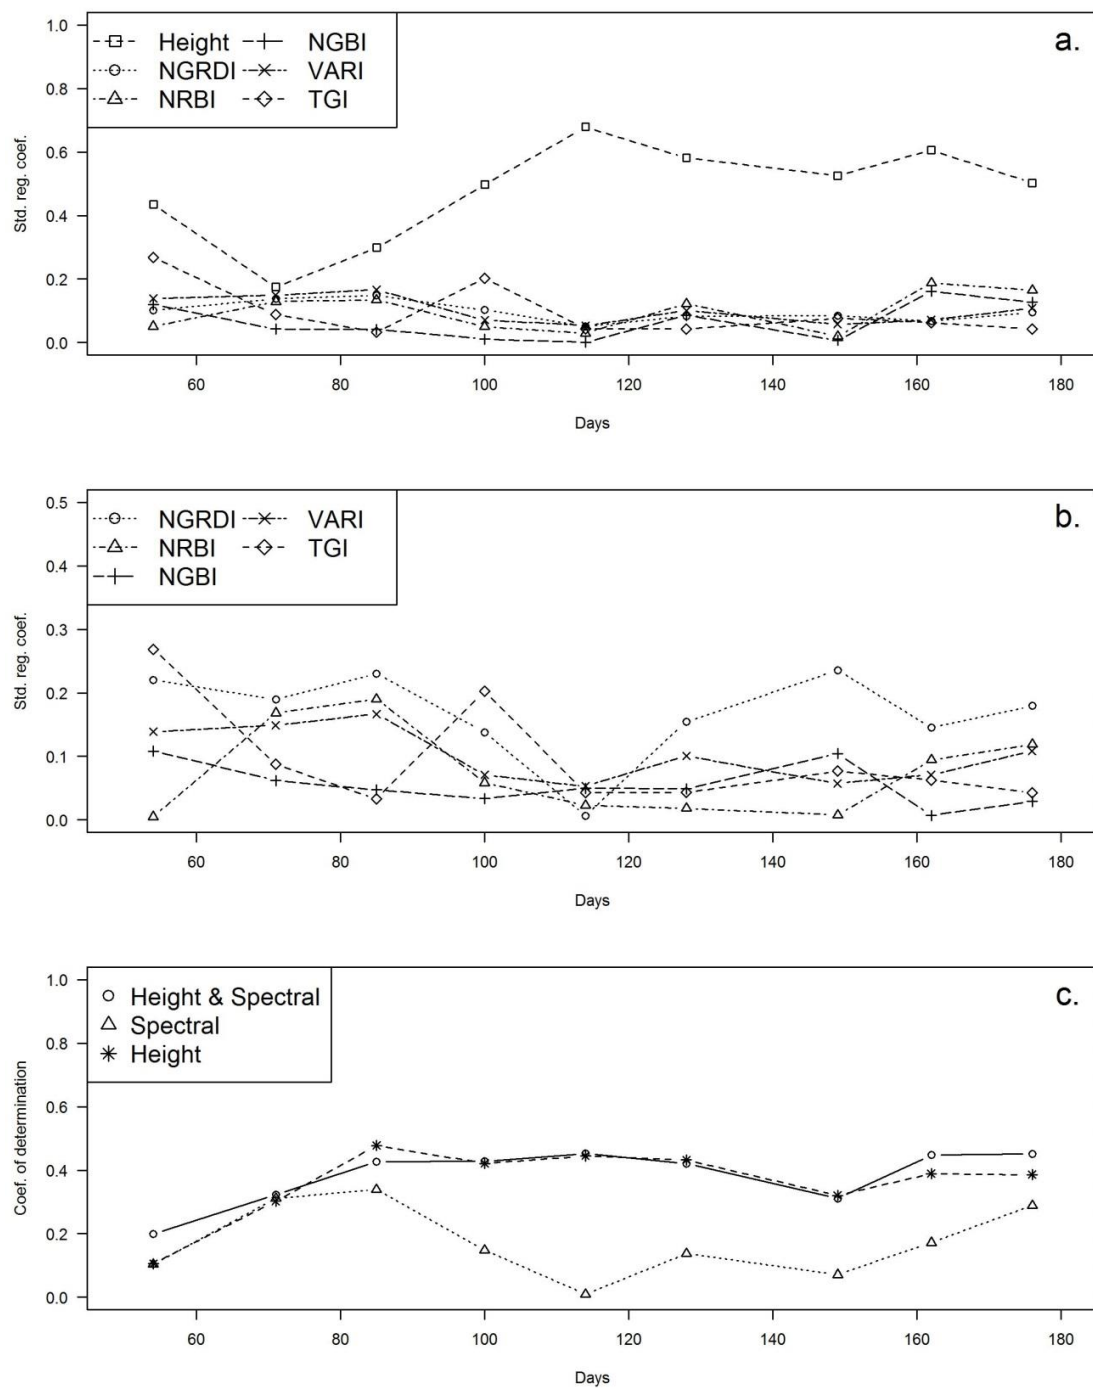 a.
Height NGBI
NGRDI VARI
NRBI TGI
1.0
0.8
0.6
0.4
0.2
0.0
Std. reg. coef.
60 80 100 120 140 160 180
Days
b.
NGRDI VARI
NRBI TGI
NGBI
0.5
0.4
0.3
0.2
0.1
0.0
Std. reg. coef.
60 80 100 120 140 160 180
Days
c.
Height & Spectral
Spectral
Height
1.0
0.8
0.6
0.4
0.2
0.0
Coef. of determination
60 80 100 120 140 160 180
Days